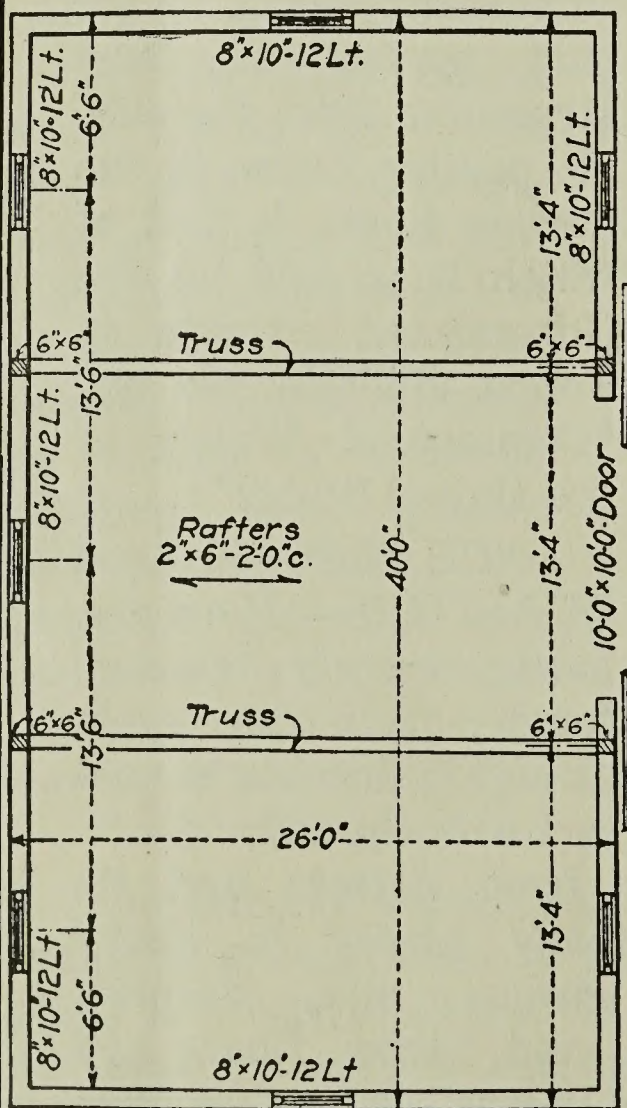 8"×10"-12Lt.
8"×10"-12Lt.
6'-6"
13'-4"
8"×10"-12Lt.
6"×6"
Truss
6"×6"
13'-6"
8"×10"-12Lt.
Rafters
2"×6"-2'-0"c.
40'-0"
13'-4"
10'-0"×10'-0"-Door
6"×6"
Truss
6"×6"
13'-6"
26'-0"
13'-4"
8"×10"-12Lt
6'-6"
8"×10"-12Lt